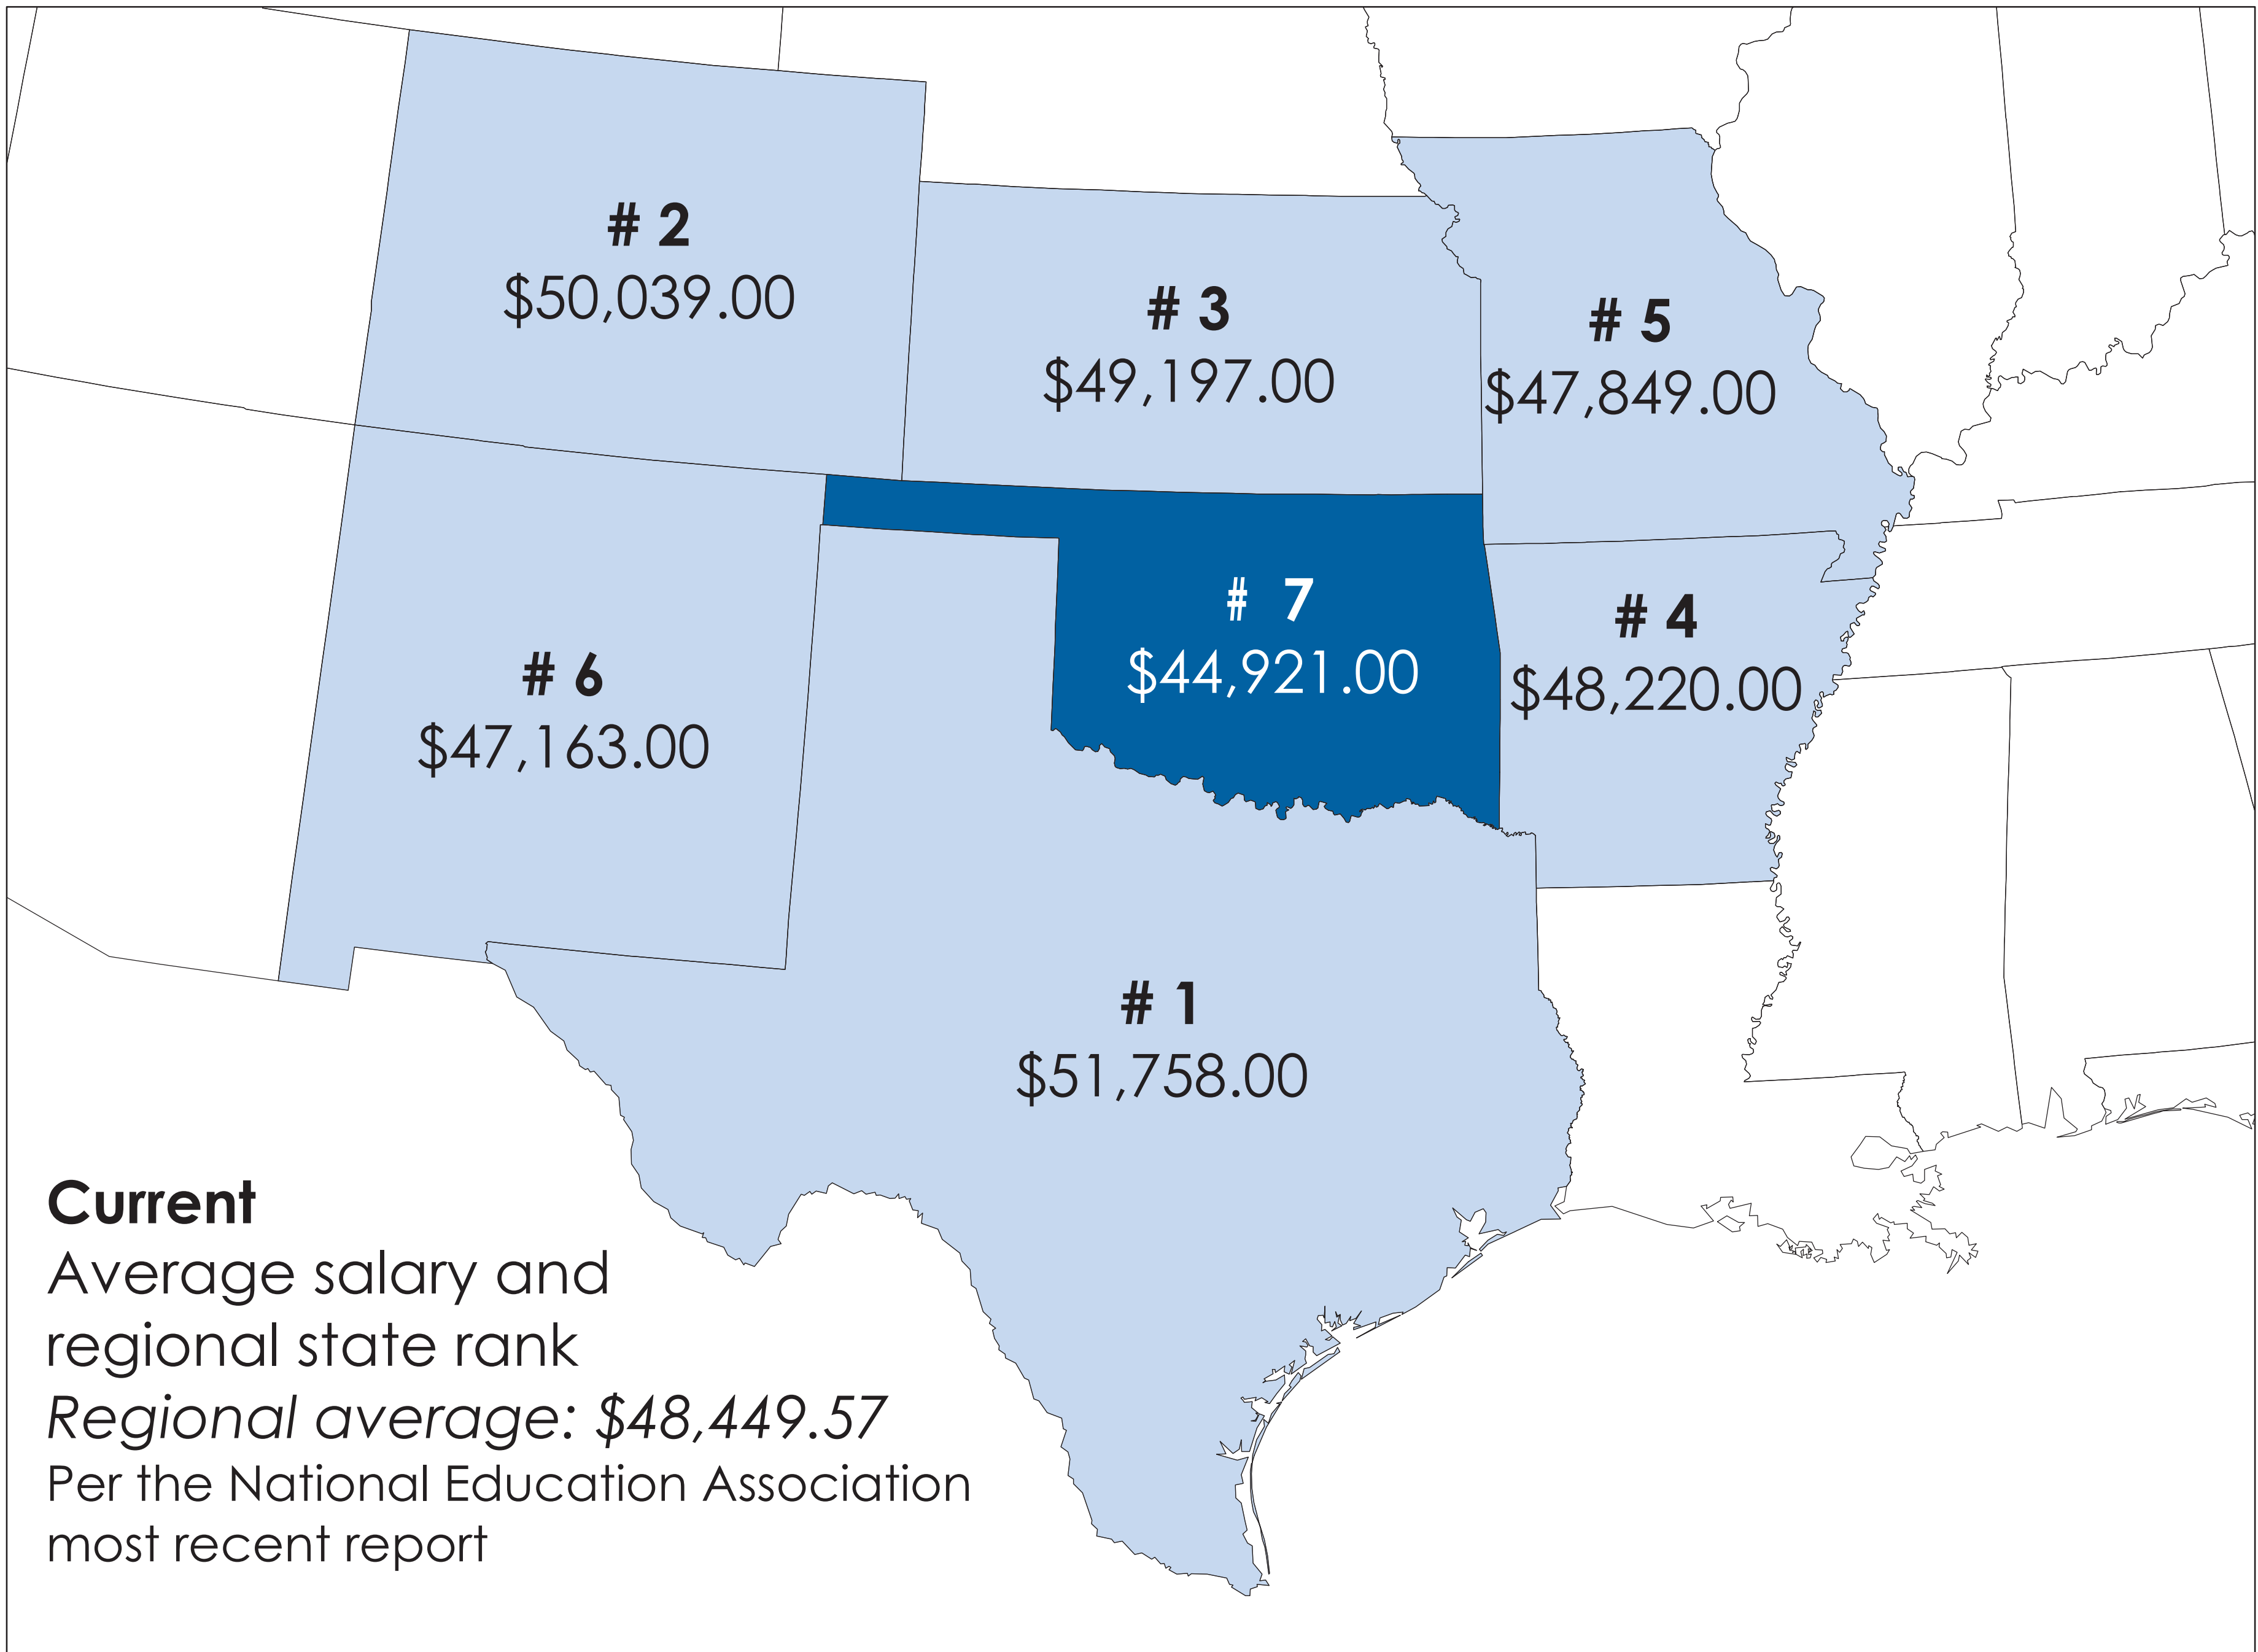 # 2
$50,039.00
# 3
$49,197.00
# 5
$47,849.00
# 7
$44,921.00
# 4
$48,220.00
# 6
$47,163.00
# 1
$51,758.00
Current
Average salary and
regional state rank
Regional average: $48,449.57
Per the National Education Association
most recent report